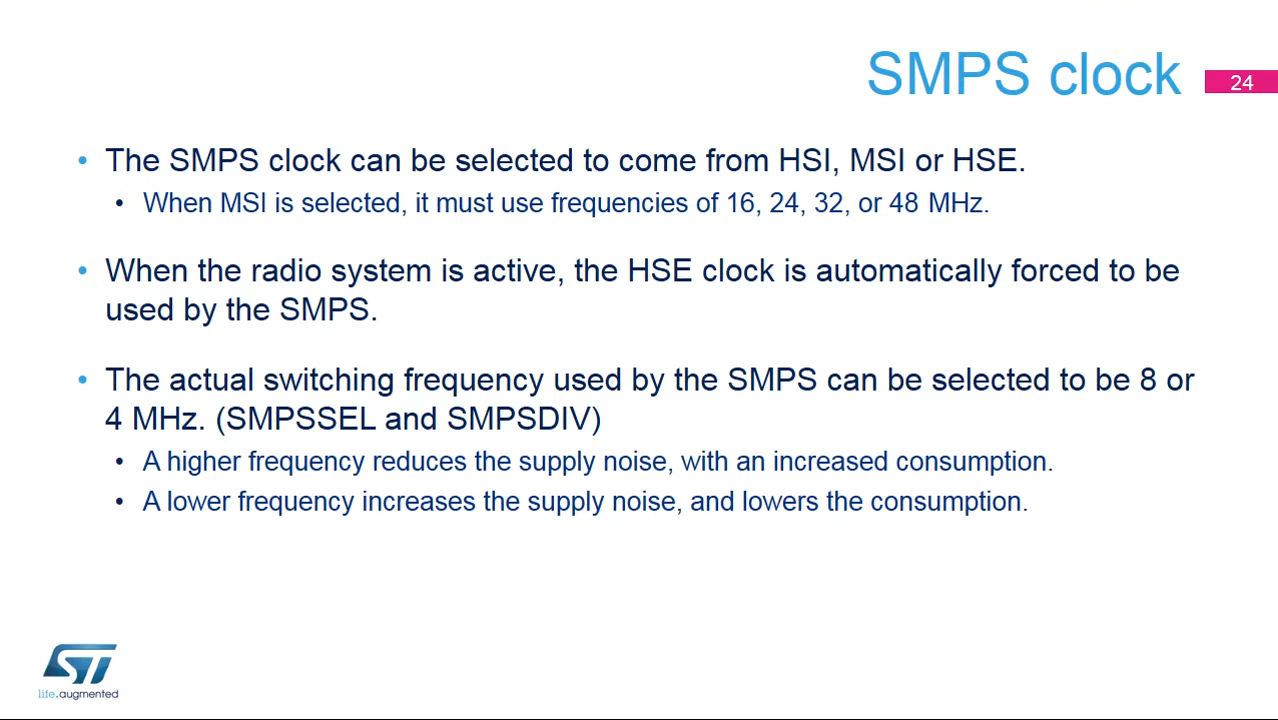 SMPS clock
24
• The SMPS clock can be selected to come from HSI, MSI or HSE.
• When MSI is selected, it must use frequencies of 16, 24, 32, or 48 MHz.
• When the radio system is active, the HSE clock is automatically forced to be
used by the SMPS.
• The actual switching frequency used by the SMPS can be selected to be 8 or
4 MHz. (SMPSSEL and SMPSDIV)
• A higher frequency reduces the supply noise, with an increased consumption.
• A lower frequency increases the supply noise, and lowers the consumption.
ST
life.augmented